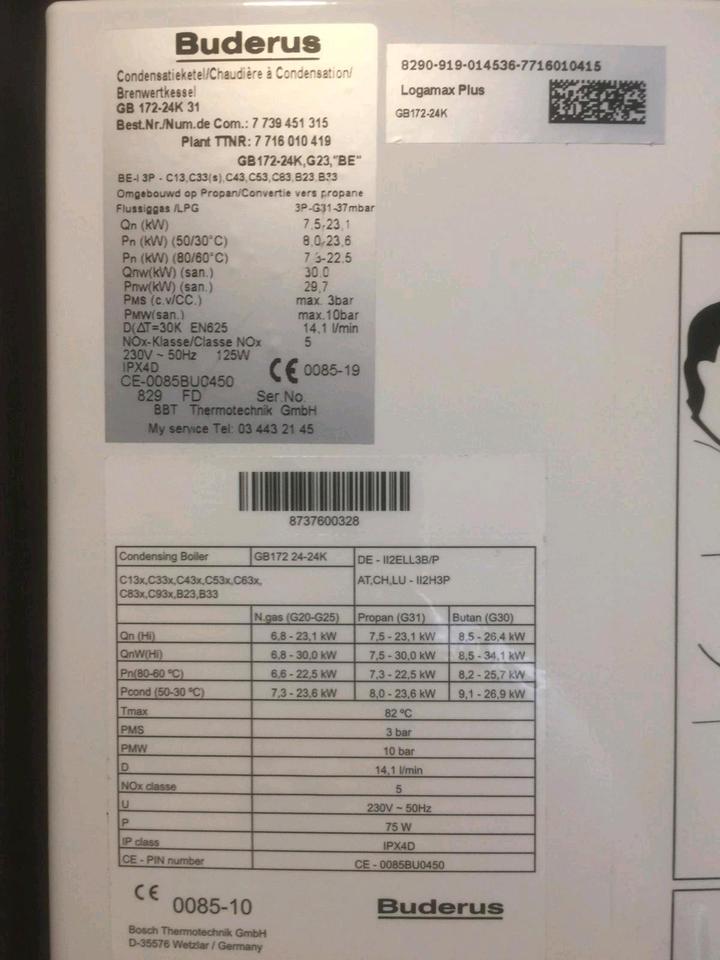 Buderus
Condensatieketel/Chaudière à Condensation/
Brenwertkessel
GB 172-24K 31
Best.Nr./Num.de Com.: 7 739 451 315
Plant TTNR: 7 716 010 419
GB172-24K,G23,"BE"
BE-I 3P - C13,C33(s),C43,C53,C83,B23,B33
Omgebouwd op Propan/Convertie vers propane
Flussiggas /LPG 3P-G31-37mbar
Qn (kW) 7.5-23,1
Pn (kW) (50/30°C) 8,0-23,6
Pn (kW) (80/60°C) 7,3-22.5
Qnw(kW) (san.) 30.0
Pnw(kW) (san.) 29,7
PMS (c.v/CC.) max. 3bar
PMW(san.) max.10bar
D(ΔT=30K EN625 14,1 l/min
NOx-Klasse/Classe NOx 5
230V ~ 50Hz 125W
IPX4D CE 0085-19
CE-0085BU0450
829 FD Ser.No.
BBT Thermotechnik GmbH
My service Tel: 03 443 21 45
8290-919-014536-7716010415
Logamax Plus
GB172-24K
8737600328
Condensing Boiler GB172 24-24K DE - II2ELL3B/P
C13x,C33x,C43x,C53x,C63x, AT,CH,LU - II2H3P
C83x,C93x,B23,B33
N.gas (G20-G25) Propan (G31) Butan (G30)
Qn (Hi) 6,8 - 23,1 kW 7,5 - 23,1 kW 8,5 - 26,4 kW
QnW(Hi) 6,8 - 30,0 kW 7,5 - 30,0 kW 8,5 - 34,1 kW
Pn(80-60 ºC) 6,6 - 22,5 kW 7,3 - 22,5 kW 8,2 - 25,7 kW
Pcond (50-30 ºC) 7,3 - 23,6 kW 8,0 - 23,6 kW 9,1 - 26,9 kW
Tmax 82 ºC
PMS 3 bar
PMW 10 bar
D 14,1 l/min
NOx classe 5
U 230V ~ 50Hz
P 75 W
IP class IPX4D
CE - PIN number CE - 0085BU0450
CE 0085-10 Buderus
Bosch Thermotechnik GmbH
D-35576 Wetzlar / Germany